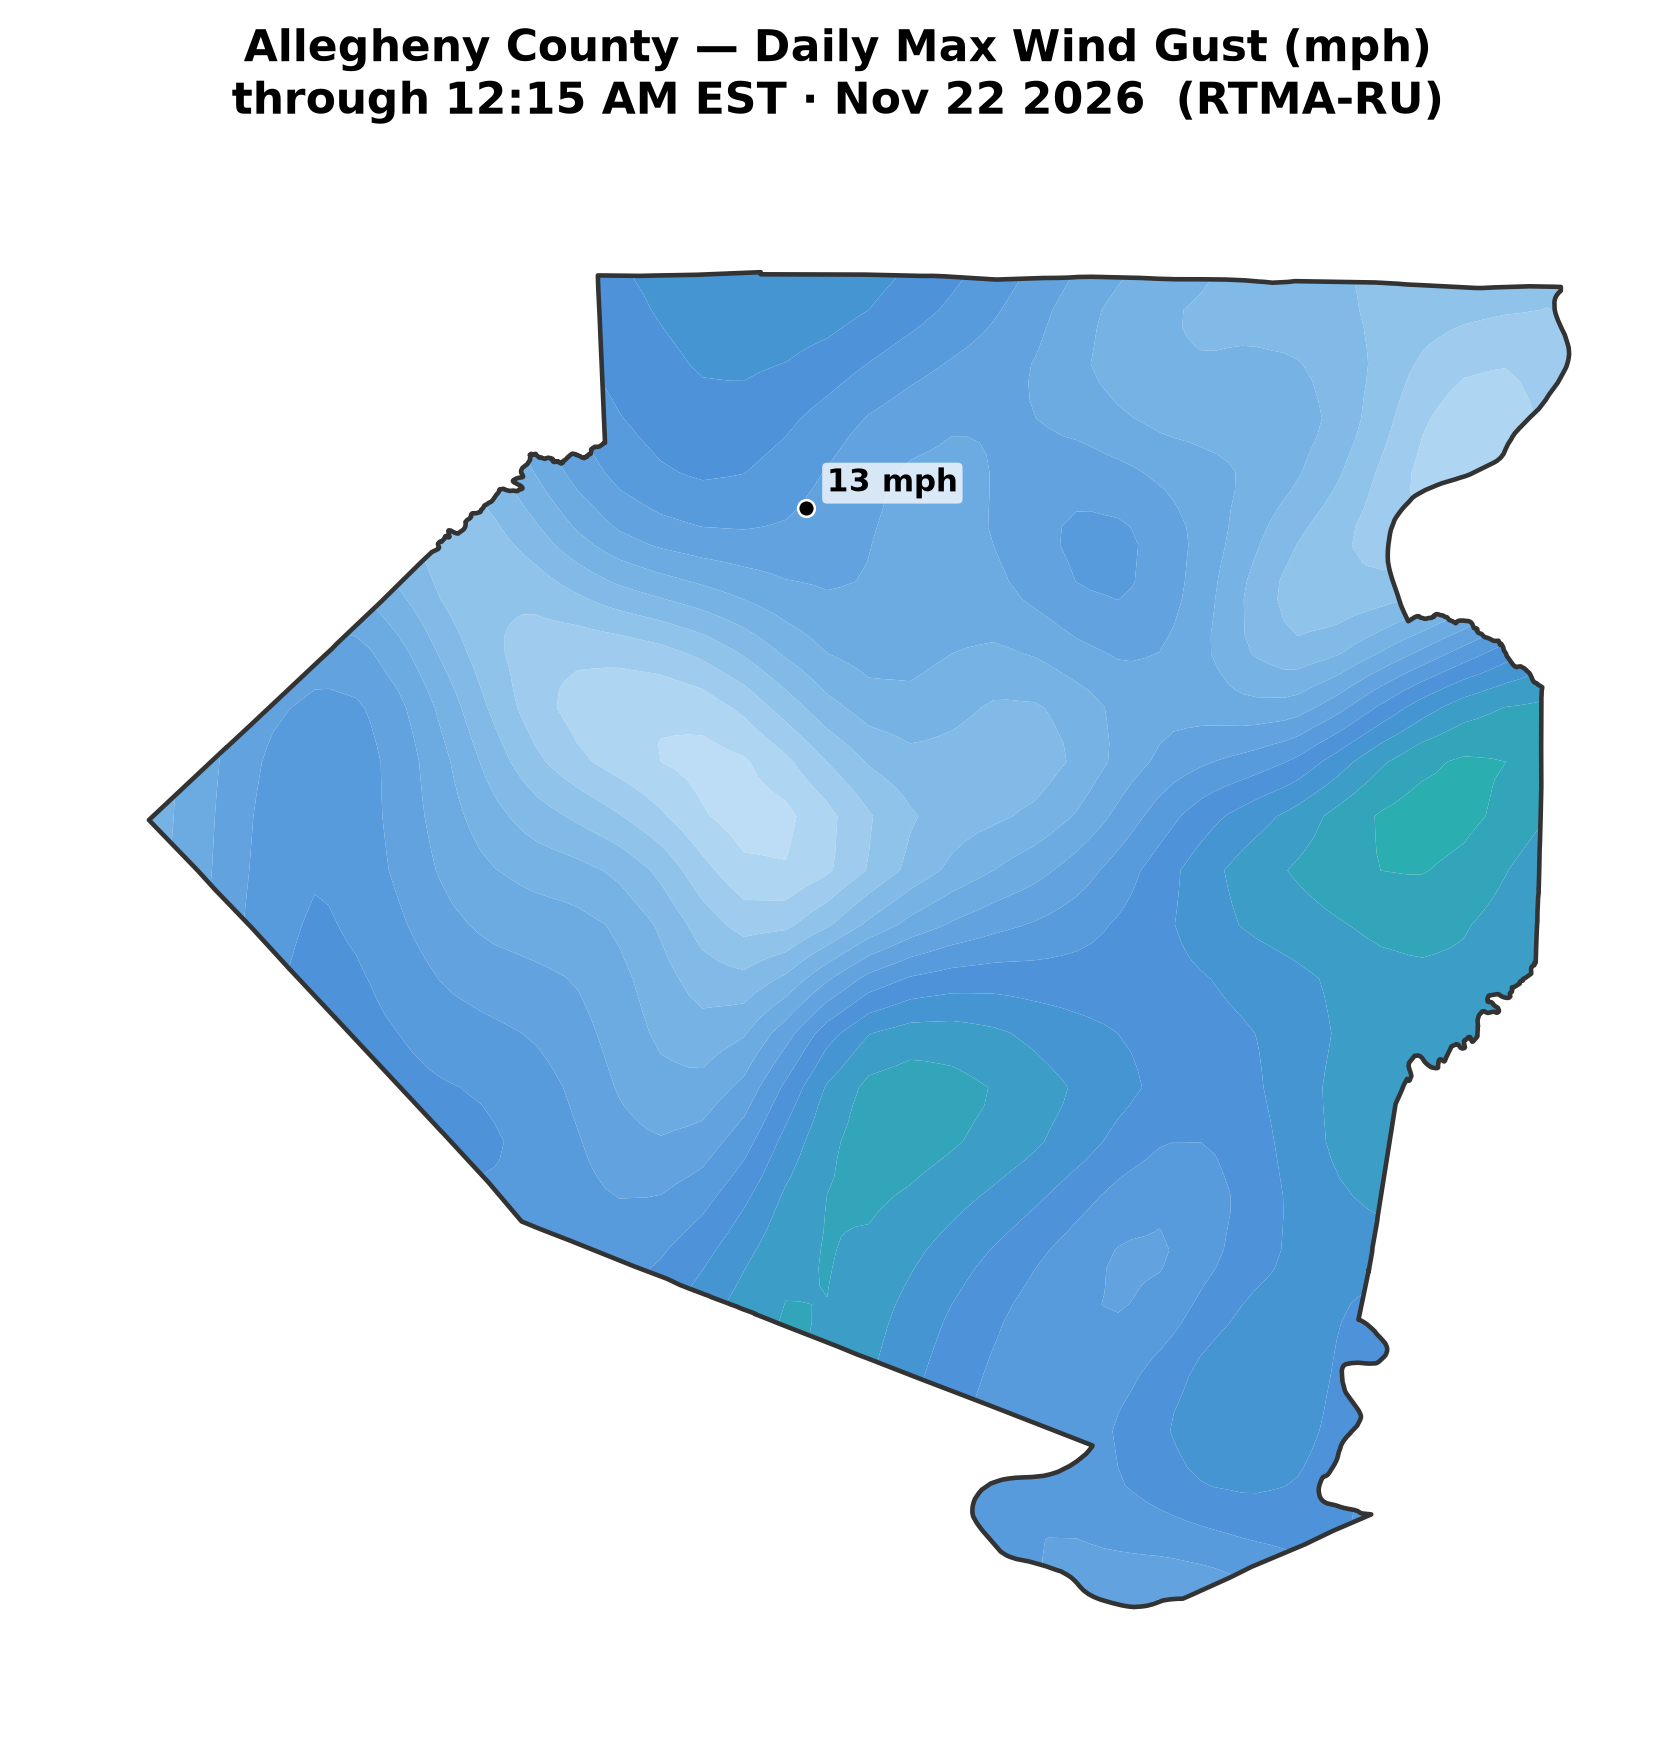 Allegheny County — Daily Max Wind Gust (mph)
through 12:15 AM EST · Nov 22 2026 (RTMA-RU)
13 mph